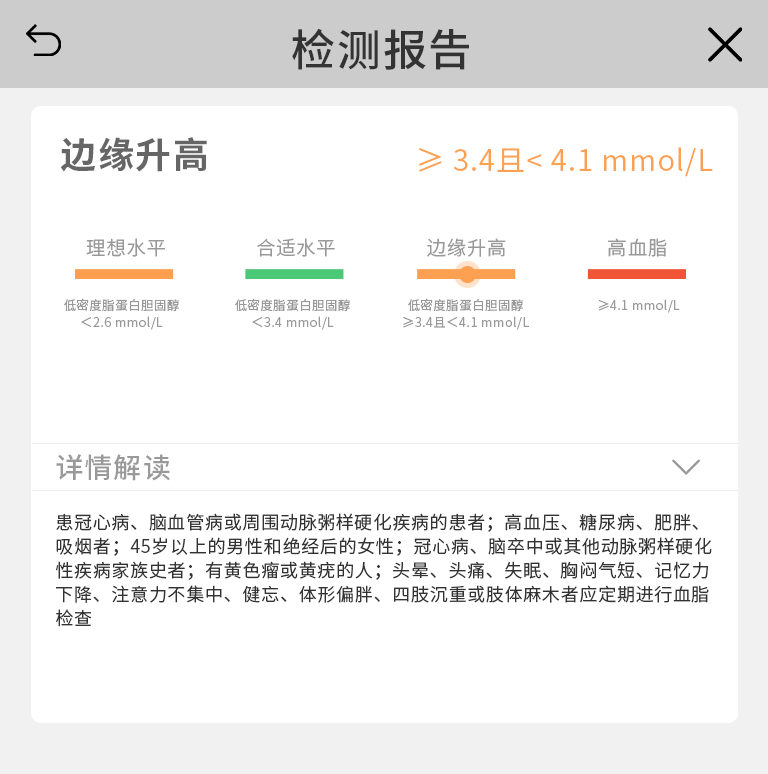 检测报告
边缘升高
≥ 3.4且< 4.1 mmol/L
理想水平 合适水平 边缘升高 高血脂
低密度脂蛋白胆固醇 低密度脂蛋白胆固醇 低密度脂蛋白胆固醇 ≥4.1 mmol/L
＜2.6 mmol/L ＜3.4 mmol/L ≥3.4且＜4.1 mmol/L
详情解读
患冠心病、脑血管病或周围动脉粥样硬化疾病的患者；高血压、糖尿病、肥胖、
吸烟者；45岁以上的男性和绝经后的女性；冠心病、脑卒中或其他动脉粥样硬化
性疾病家族史者；有黄色瘤或黄疣的人；头晕、头痛、失眠、胸闷气短、记忆力
下降、注意力不集中、健忘、体形偏胖、四肢沉重或肢体麻木者应定期进行血脂
检查